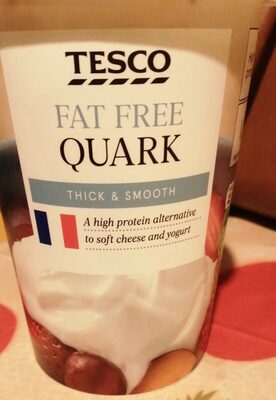 TESCO
FAT FREE
QUARK
THICK & SMOOTH
A high protein alternative
to soft cheese and yogurt